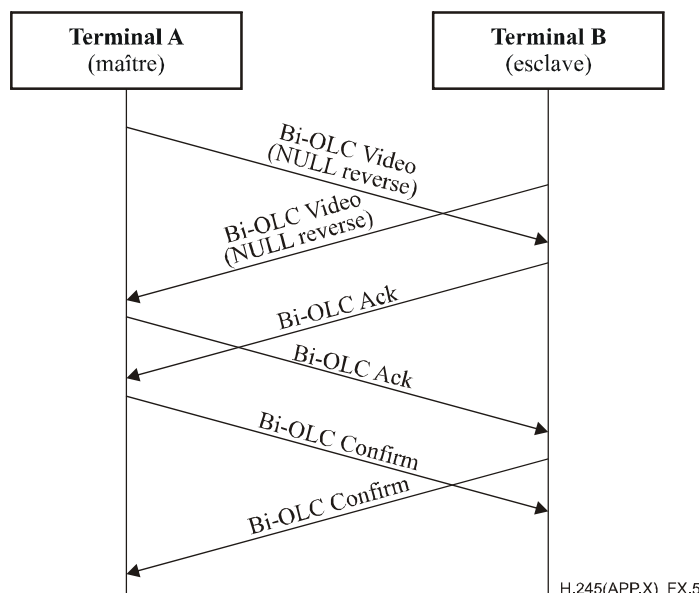 Terminal A
(maître)
Terminal B
(esclave)
Bi-OLC Video
(NULL reverse)
Bi-OLC Video
(NULL reverse)
Bi-OLC Ack
Bi-OLC Ack
Bi-OLC Confirm
Bi-OLC Confirm
H.245(APP.X)_FX.5